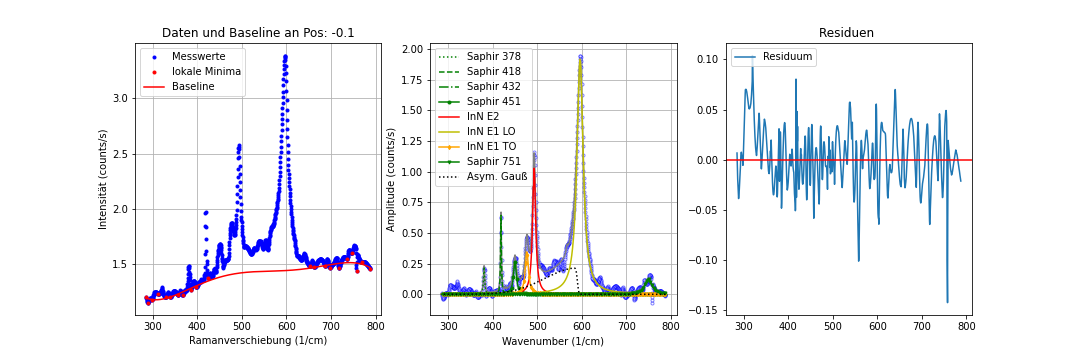 Daten und Baseline an Pos: -0.1
Messwerte
lokale Minima
Baseline
Intensität (counts/s)
3.0
2.5
2.0
1.5
300 400 500 600 700 800
Ramanverschiebung (1/cm)
Saphir 378
Saphir 418
Saphir 432
Saphir 451
InN E2
InN E1 LO
InN E1 TO
Saphir 751
Asym. Gauß
Amplitude (counts/s)
2.00
1.75
1.50
1.25
1.00
0.75
0.50
0.25
0.00
300 400 500 600 700 800
Wavenumber (1/cm)
Residuen
Residuum
0.10
0.05
0.00
−0.05
−0.10
−0.15
300 400 500 600 700 800